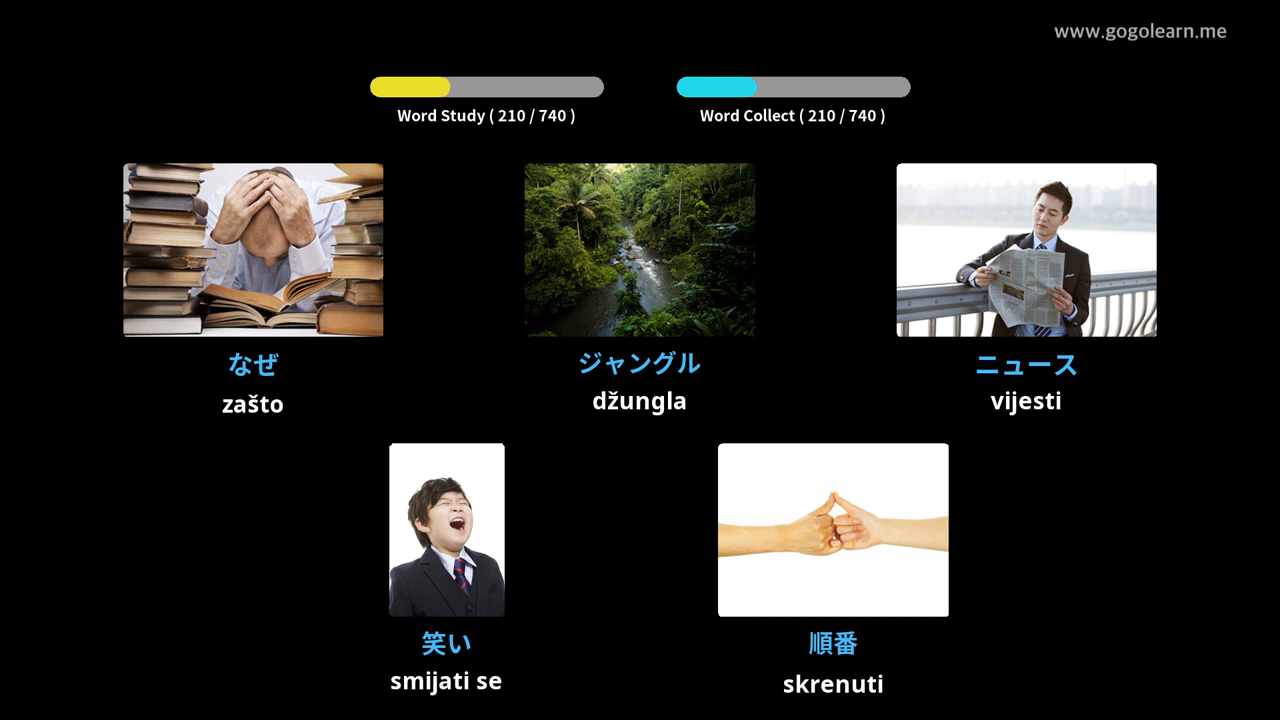 www.gogolearn.me
Word Study ( 210 / 740 )
Word Collect ( 210 / 740 )
なぜ
zašto
ジャングル
džungla
ニュース
vijesti
笑い
smijati se
順番
skrenuti